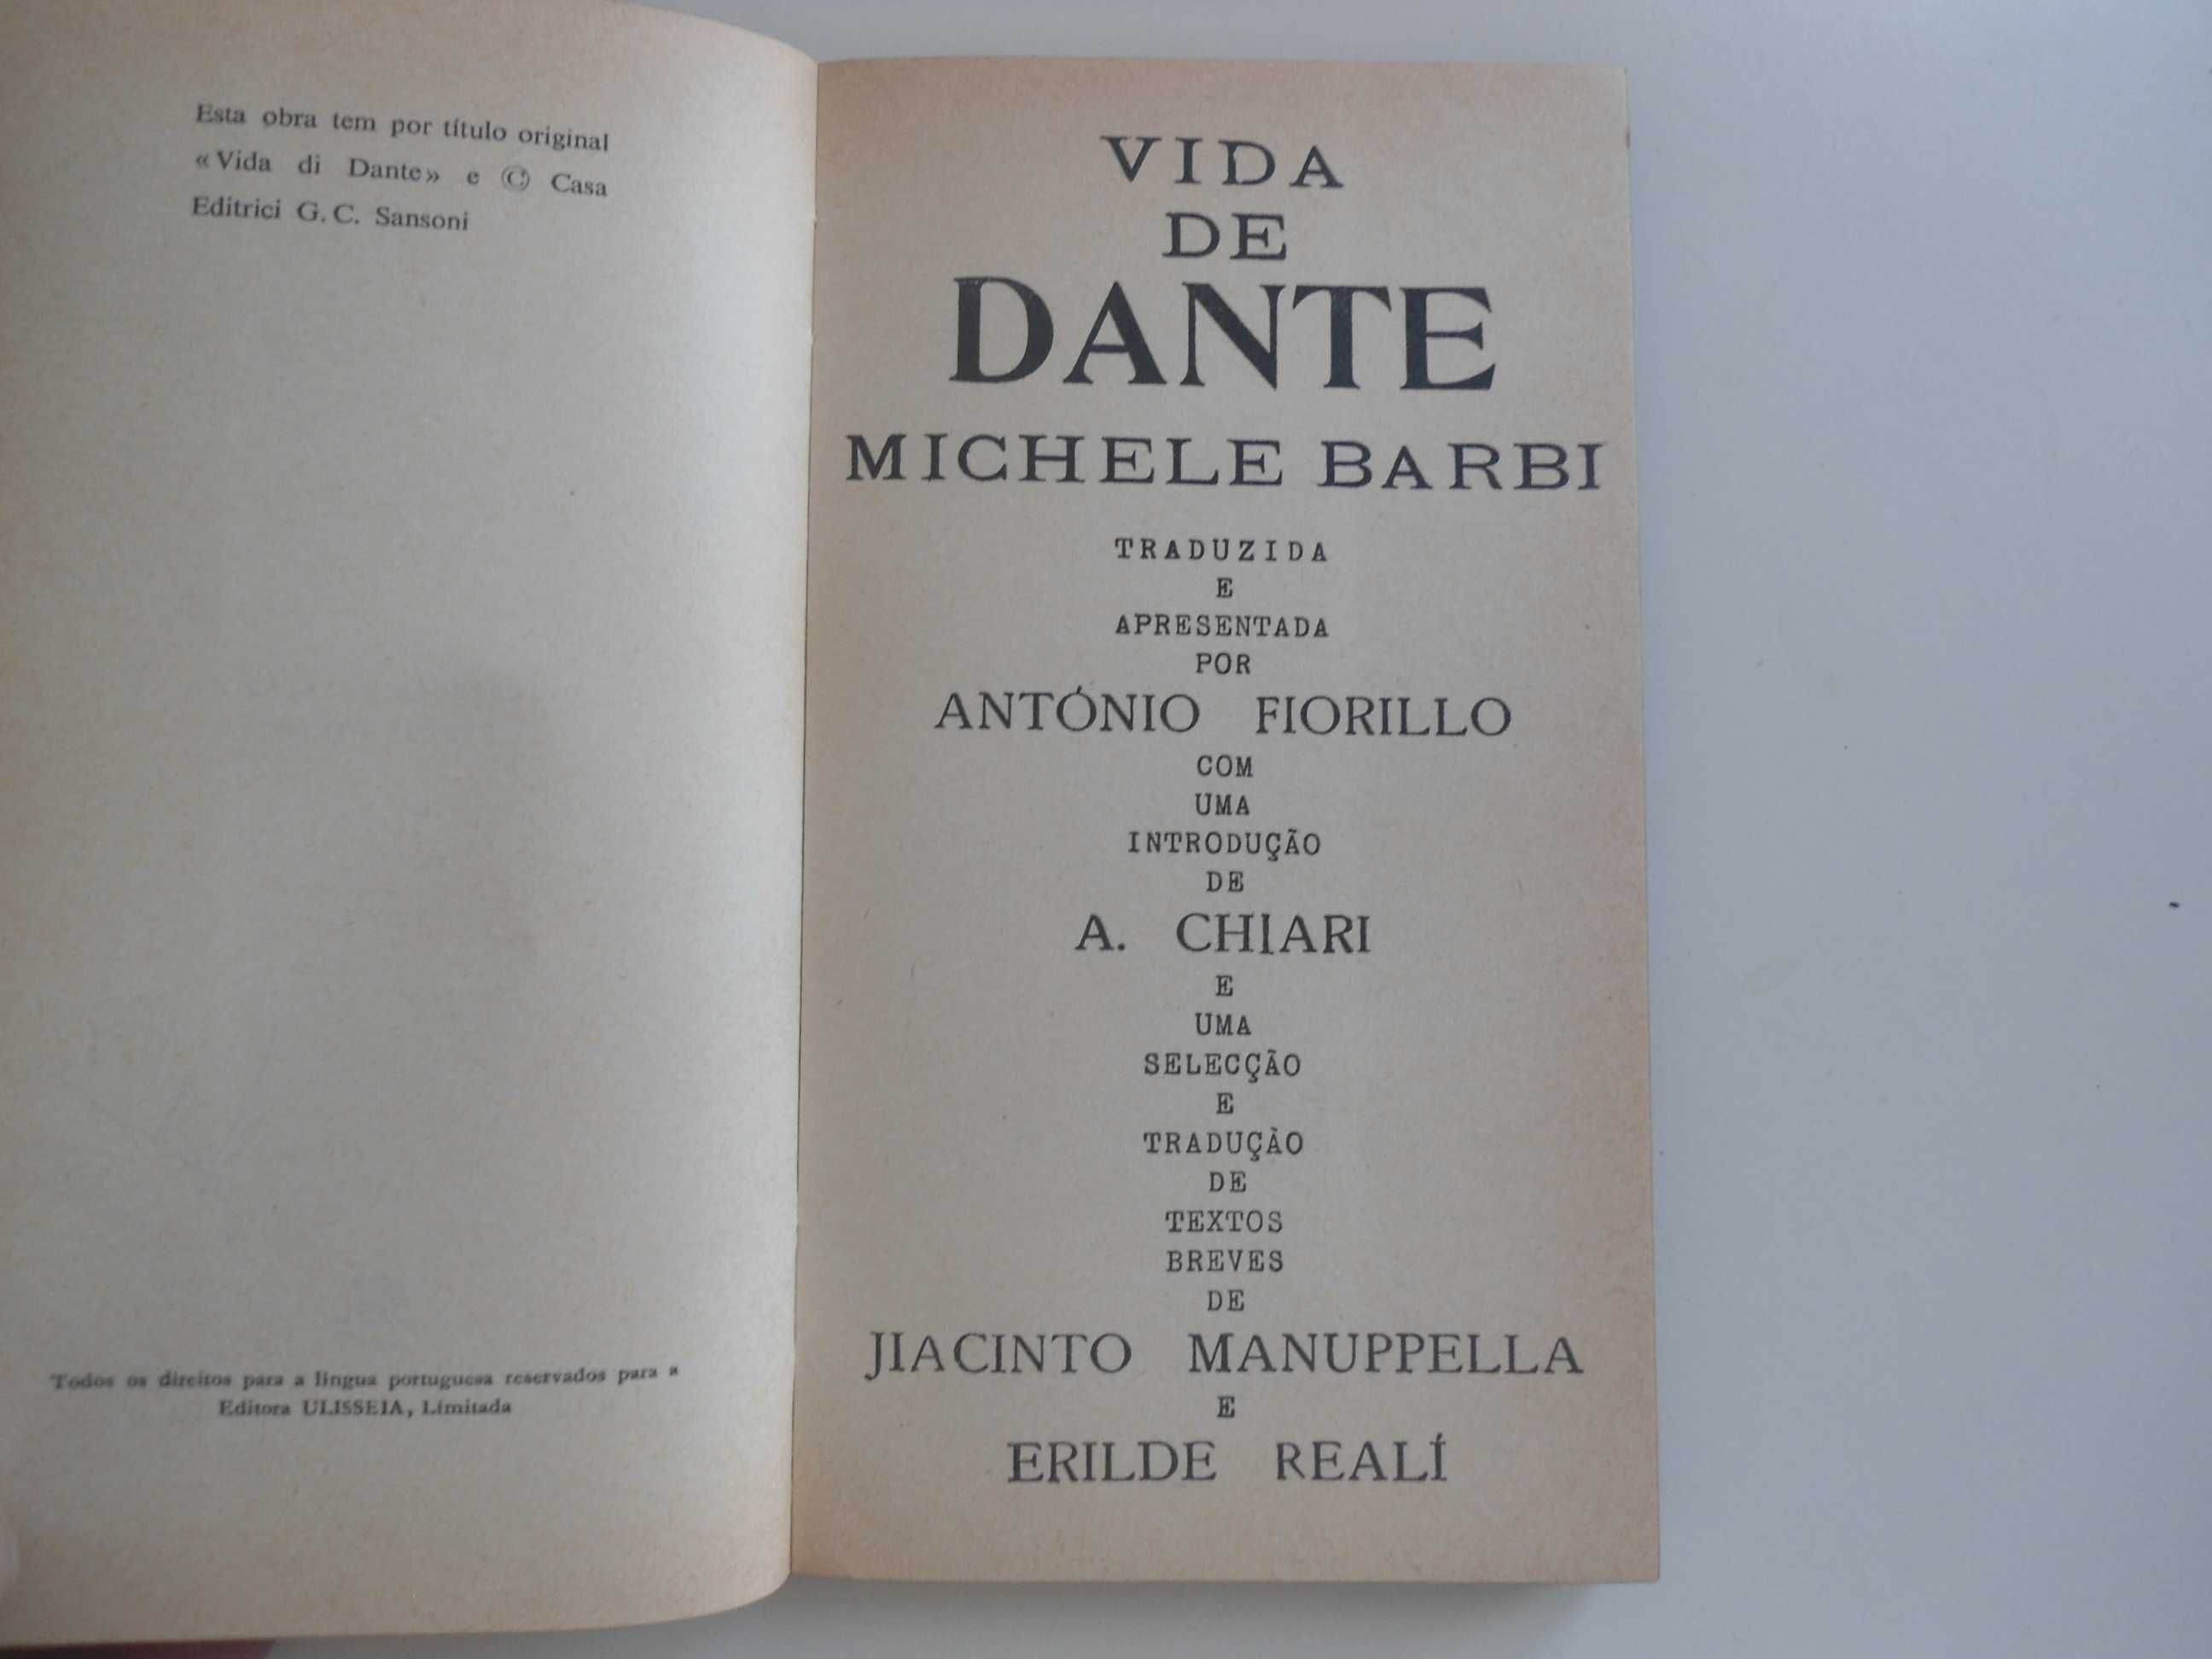 Esta obra tem por título original
«Vida di Dante» e © Casa
Editrici G. C. Sansoni
Todos os direitos para a língua portuguesa reservados para a
Editora ULISSEIA, Limitada
VIDA
DE
DANTE
MICHELE BARBI
TRADUZIDA
E
APRESENTADA
POR
ANTÓNIO FIORILLO
COM
UMA
INTRODUÇÃO
DE
A. CHIARI
E
UMA
SELECÇÃO
E
TRADUÇÃO
DE
TEXTOS
BREVES
DE
JIACINTO MANUPPELLA
E
ERILDE REALÍ